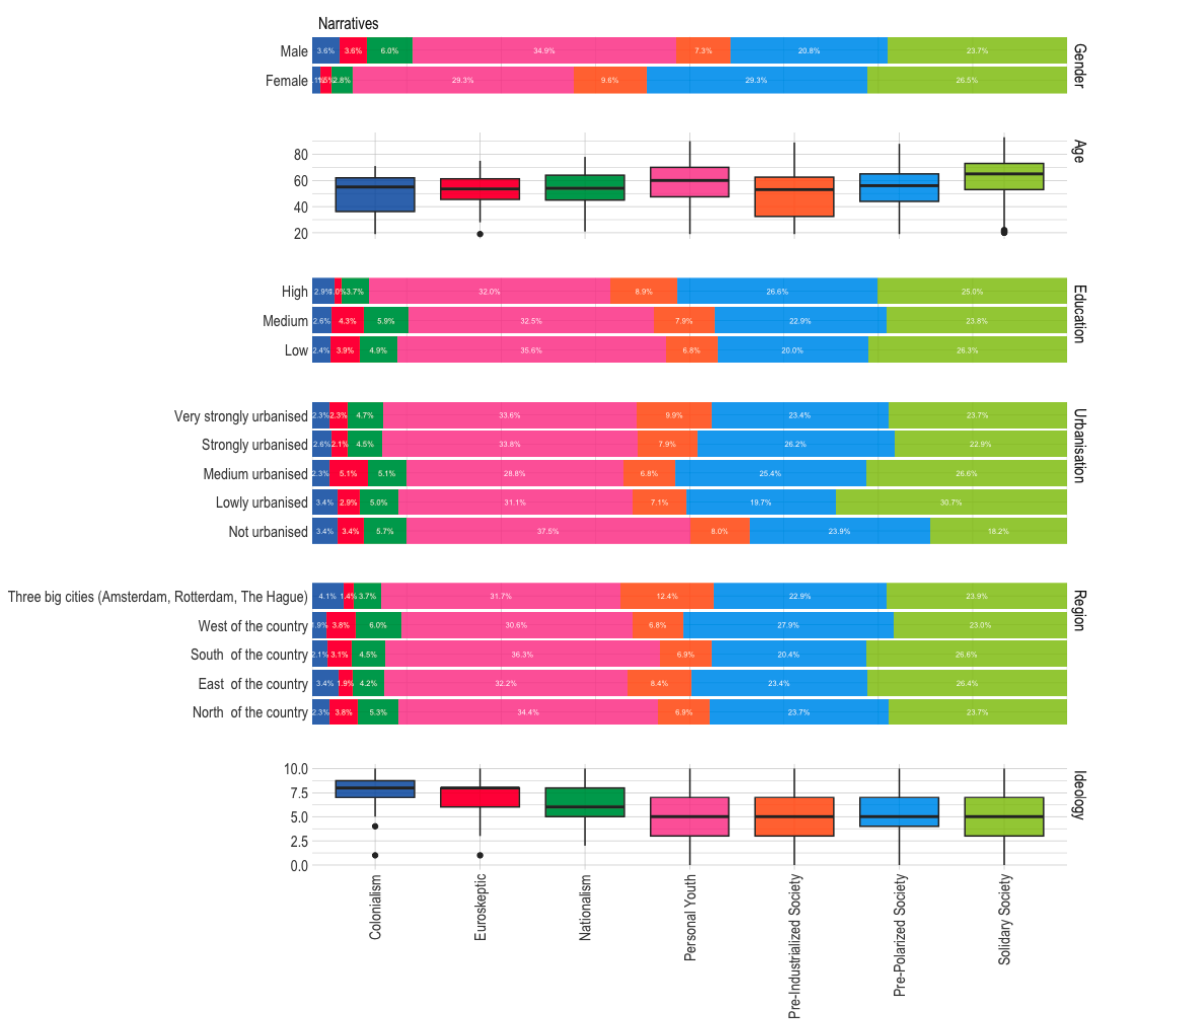 Narratives
Male 3.6% 3.6% 6.0% 34.9% 7.3% 20.8% 23.7%
Gender
Female 2.8% 29.3% 9.6% 29.3% 26.5%
Age
80
60
40
20
High 2.9% 3.7% 32.0% 8.9% 26.6% 25.0%
Education
Medium 2.6% 4.3% 5.9% 32.5% 7.9% 22.9% 23.8%
Low 2.4% 3.9% 4.9% 35.6% 6.8% 20.0% 26.3%
Very strongly urbanised 2.3% 2.3% 4.7% 33.6% 9.9% 23.4% 23.7%
Urbanisation
Strongly urbanised 2.6% 2.1% 4.5% 33.8% 7.9% 26.2% 22.9%
Medium urbanised 2.3% 5.1% 5.1% 28.8% 6.8% 25.4% 26.6%
Lowly urbanised 3.4% 2.9% 5.0% 31.1% 7.1% 19.7% 30.7%
Not urbanised 3.4% 3.4% 5.7% 37.5% 8.0% 23.9% 18.2%
Three big cities (Amsterdam, Rotterdam, The Hague) 4.1% 1.4% 3.7% 31.7% 12.4% 22.9% 23.9%
Region
West of the country 1.9% 3.8% 6.0% 30.6% 6.8% 27.9% 23.0%
South of the country 2.1% 3.1% 4.5% 36.3% 6.9% 20.4% 26.6%
East of the country 3.4% 1.9% 4.2% 32.2% 8.4% 23.4% 26.4%
North of the country 2.3% 3.8% 5.3% 34.4% 6.9% 23.7% 23.7%
Ideology
10.0
7.5
5.0
2.5
0.0
Colonialism
Euroskeptic
Nationalism
Personal Youth
Pre-Industrialized Society
Pre-Polarized Society
Solidary Society